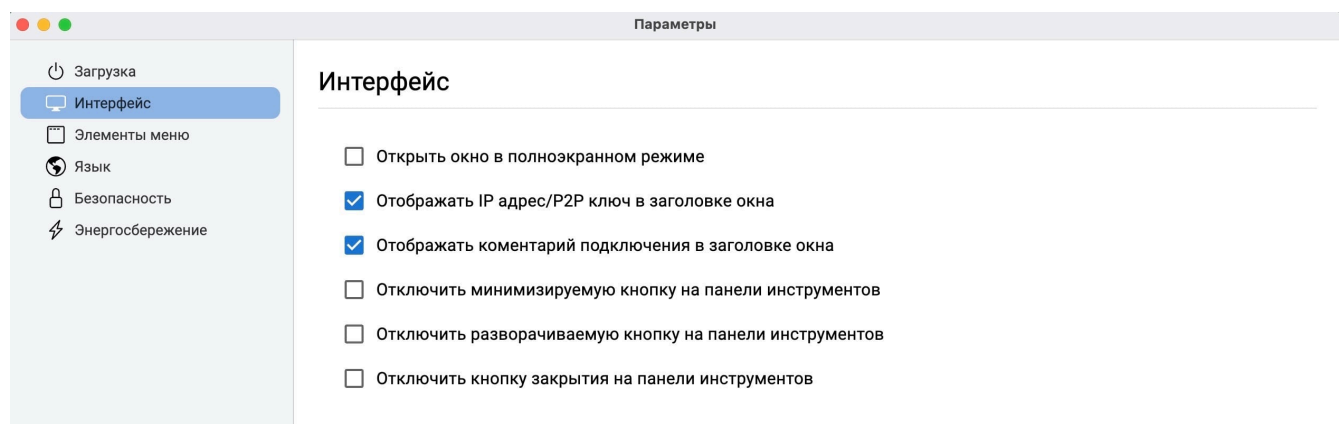 Параметры
Загрузка
Интерфейс
Элементы меню
Язык
Безопасность
Энергосбережение
Интерфейс
Открыть окно в полноэкранном режиме
Отображать IP адрес/P2P ключ в заголовке окна
Отображать коментарий подключения в заголовке окна
Отключить минимизируемую кнопку на панели инструментов
Отключить разворачиваемую кнопку на панели инструментов
Отключить кнопку закрытия на панели инструментов